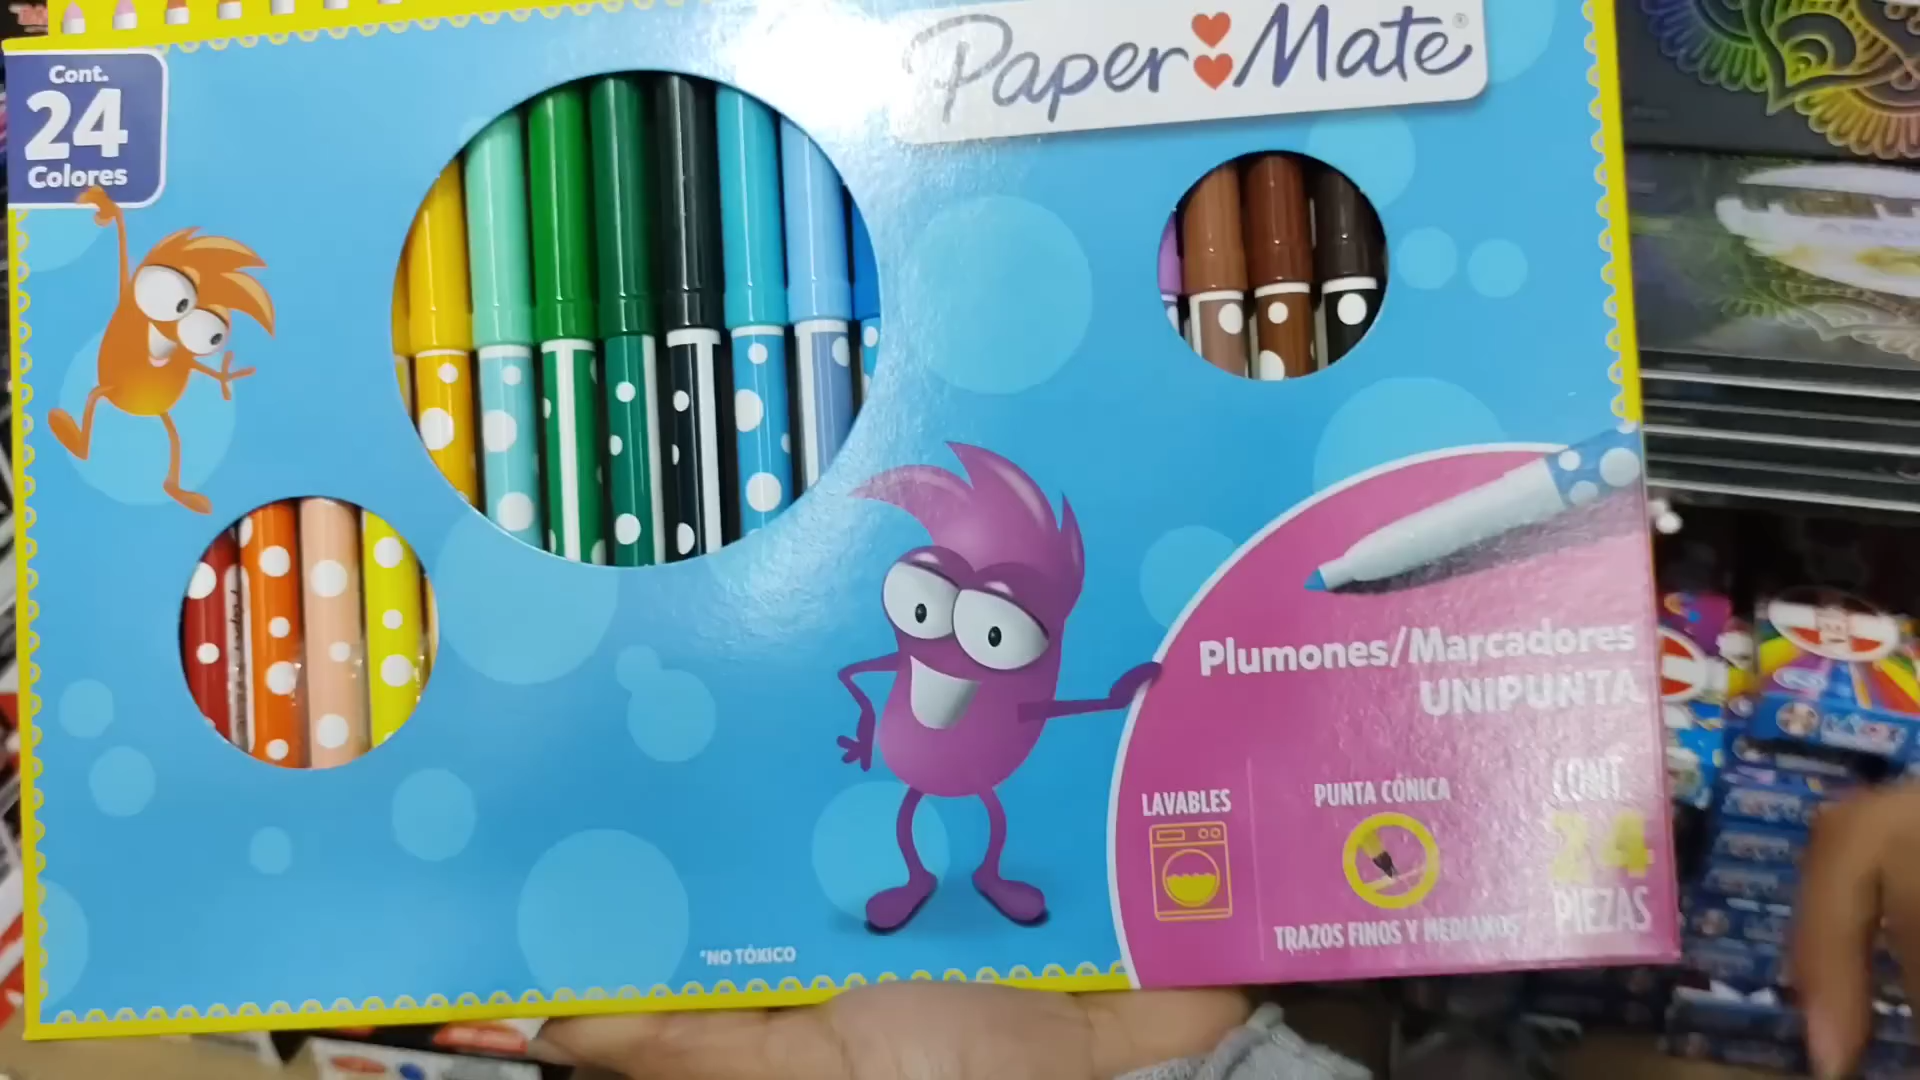 Cont.
24
Colores
Paper Mate®
Plumones/Marcadores
UNIPUNTA
LAVABLES
PUNTA CÓNICA
TRAZOS FINOS Y MEDIANOS
CONT.
24
PIEZAS
*NO TÓXICO